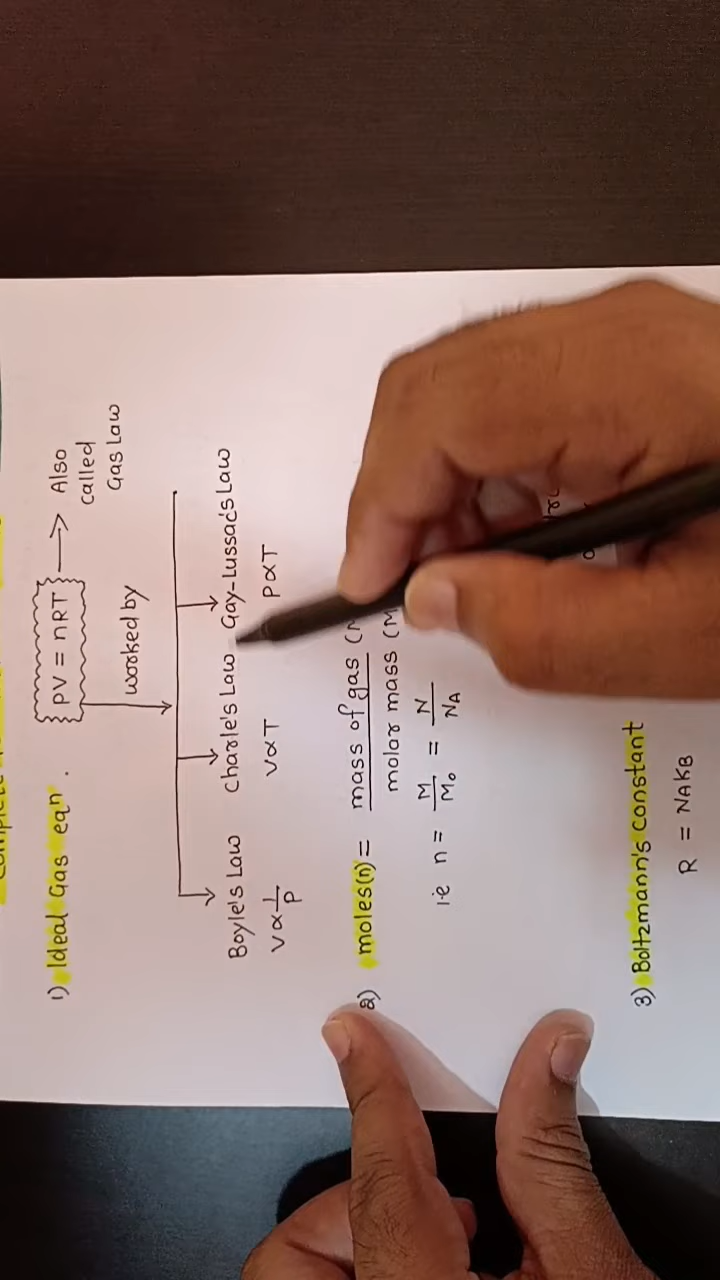 1) Ideal Gas eqn. PV = nRT → Also
called
Gas Law
worked by
Boyle's Law Charle's Law Gay-Lussac's Law
V∝1/P V∝T P∝T
2) moles(n) = mass of gas
molar mass
i.e n = M/M₀ = N/NA
3) Boltzmann's Constant
R = NAKB